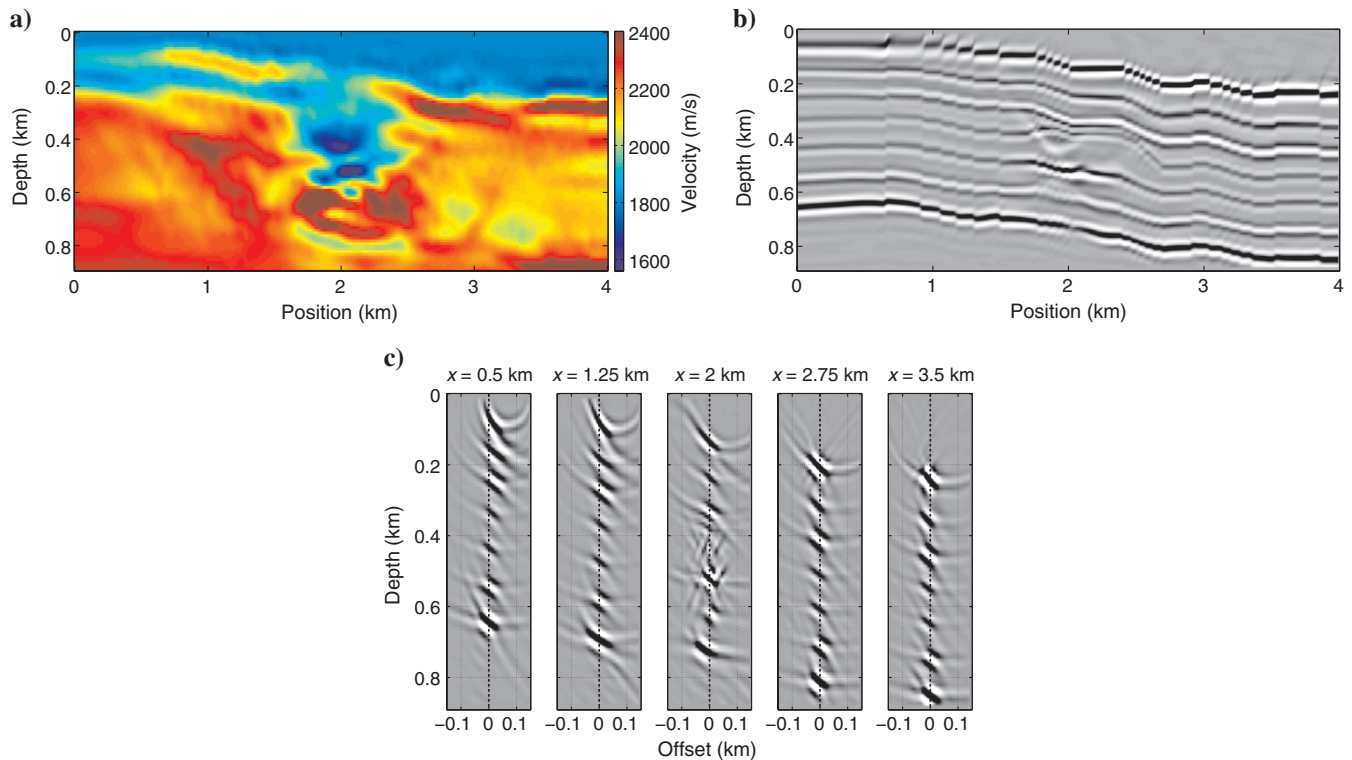 a)
0
0.2
0.4
0.6
0.8
Depth (km)
0 1 2 3 4
Position (km)
2400
2200
2000
1800
1600
Velocity (m/s)
b)
0
0.2
0.4
0.6
0.8
Depth (km)
0 1 2 3 4
Position (km)
c)
x = 0.5 km x = 1.25 km x = 2 km x = 2.75 km x = 3.5 km
0
0.2
0.4
0.6
0.8
Depth (km)
−0.1 0 0.1 −0.1 0 0.1 −0.1 0 0.1 −0.1 0 0.1 −0.1 0 0.1
Offset (km)